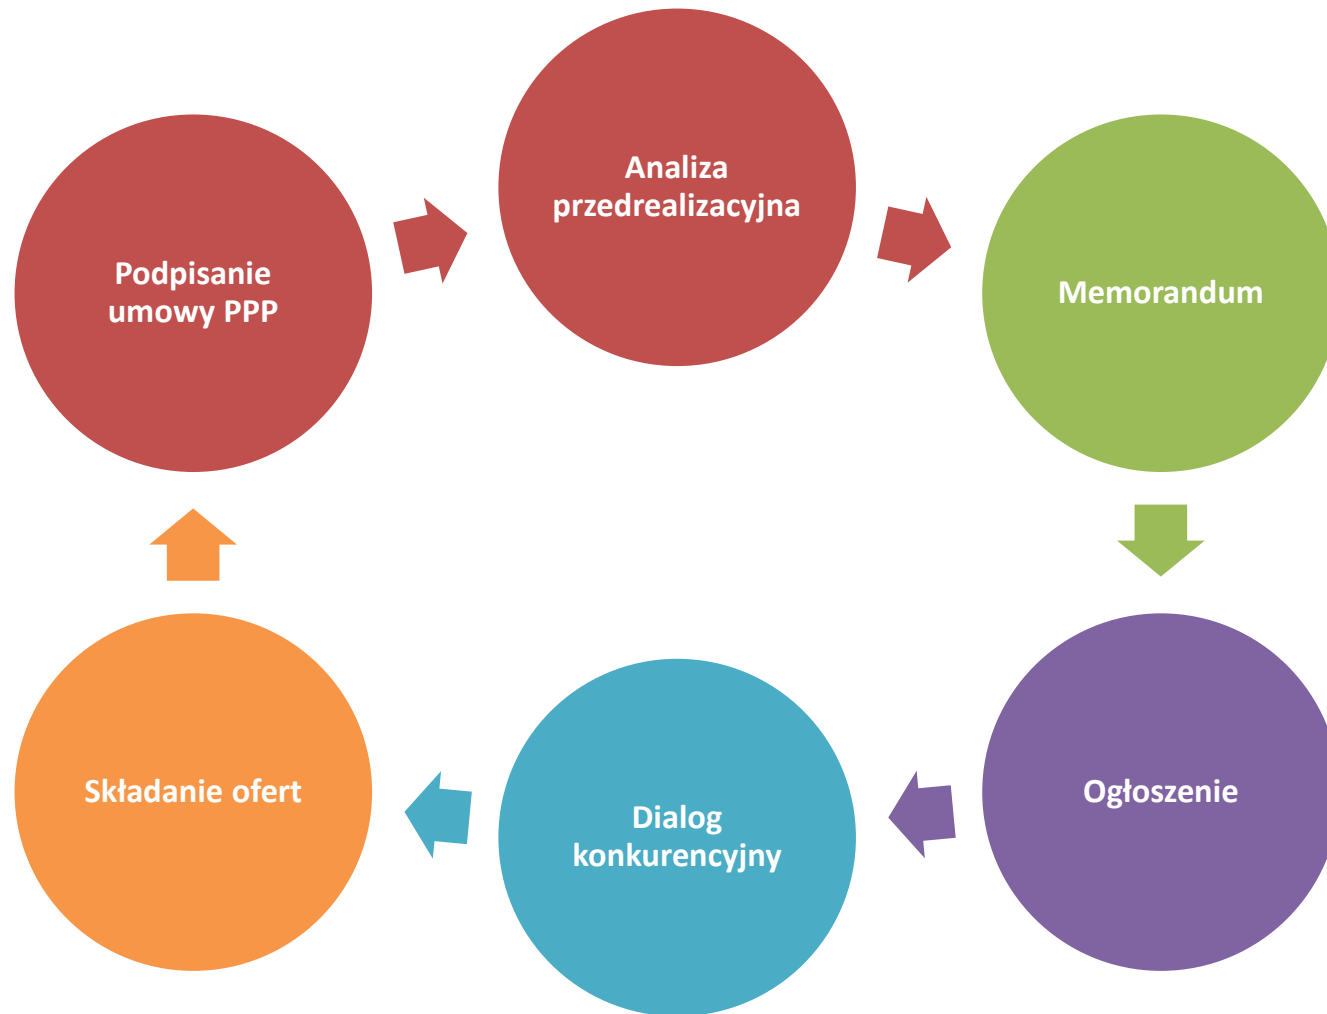 Analiza
przedrealizacyjna
Memorandum
Ogłoszenie
Dialog
konkurencyjny
Składanie ofert
Podpisanie
umowy PPP